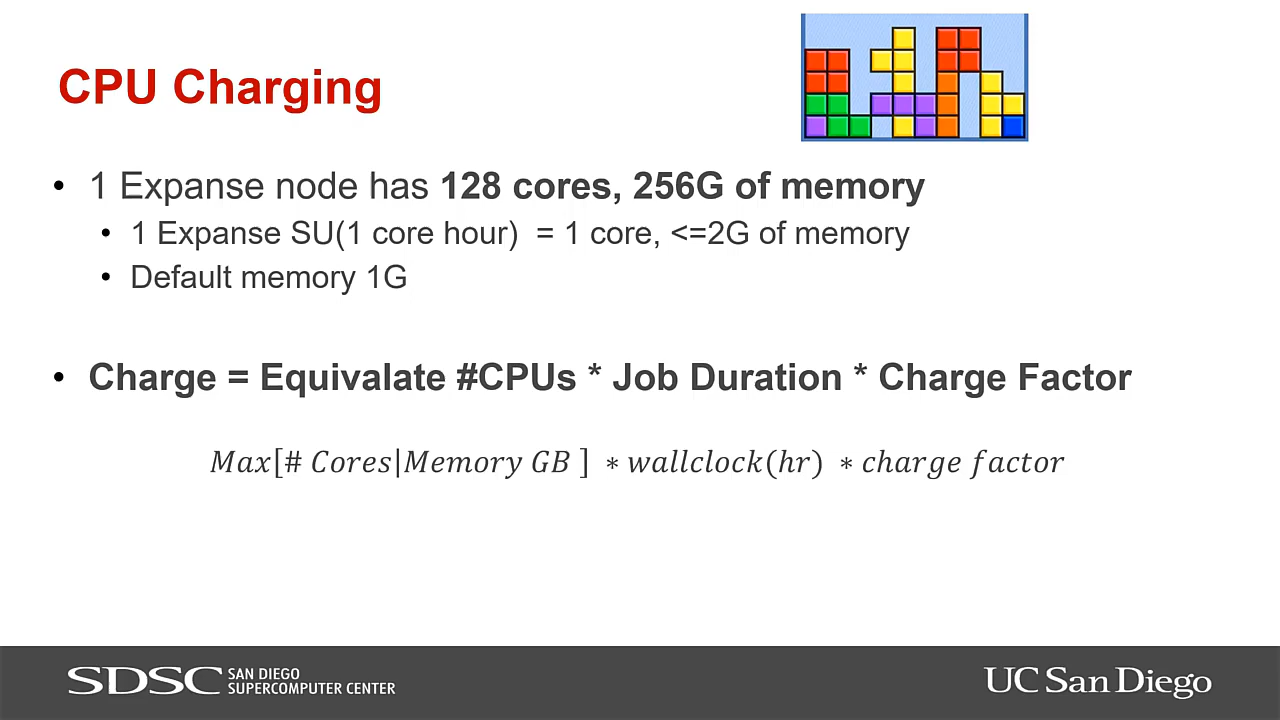 CPU Charging
• 1 Expanse node has 128 cores, 256G of memory
• 1 Expanse SU(1 core hour) = 1 core, <=2G of memory
• Default memory 1G
• Charge = Equivalate #CPUs * Job Duration * Charge Factor
Max[# Cores|Memory GB ] * wallclock(hr) * charge factor
SDSC SAN DIEGO
SUPERCOMPUTER CENTER
UC San Diego